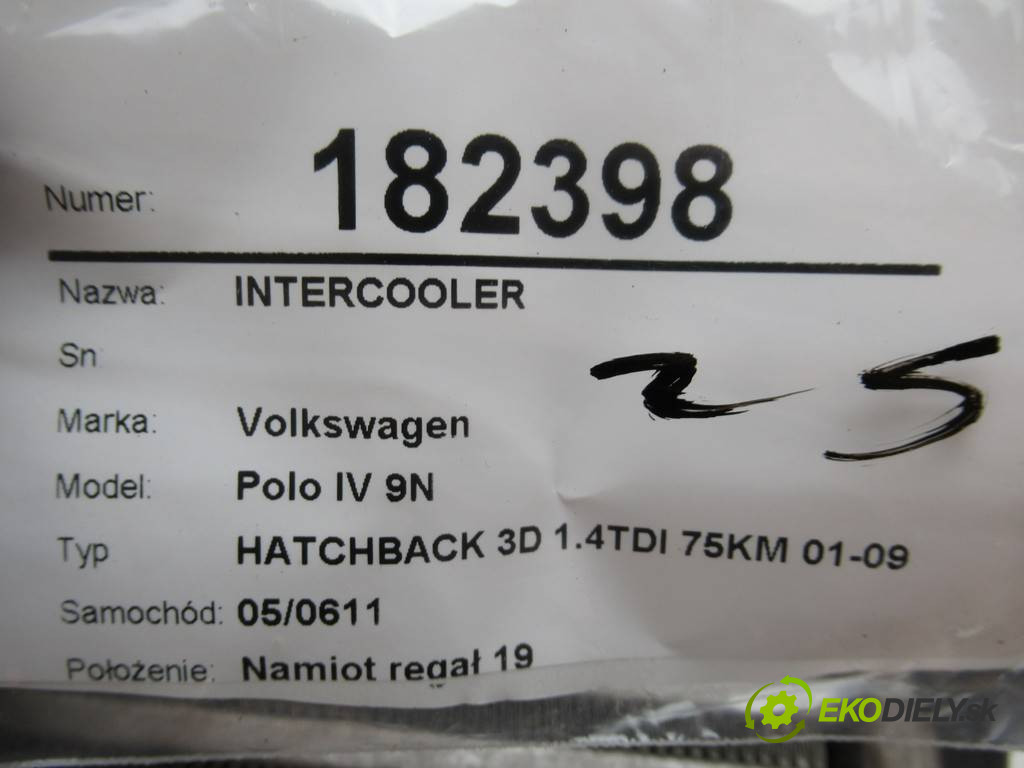 Numer: 182398
Nazwa: INTERCOOLER
Sn
Marka: Volkswagen
25
Model: Polo IV 9N
Typ HATCHBACK 3D 1.4TDI 75KM 01-09
Samochód: 05/0611
Położenie: Namiot regał 19
EKODIELY.sk